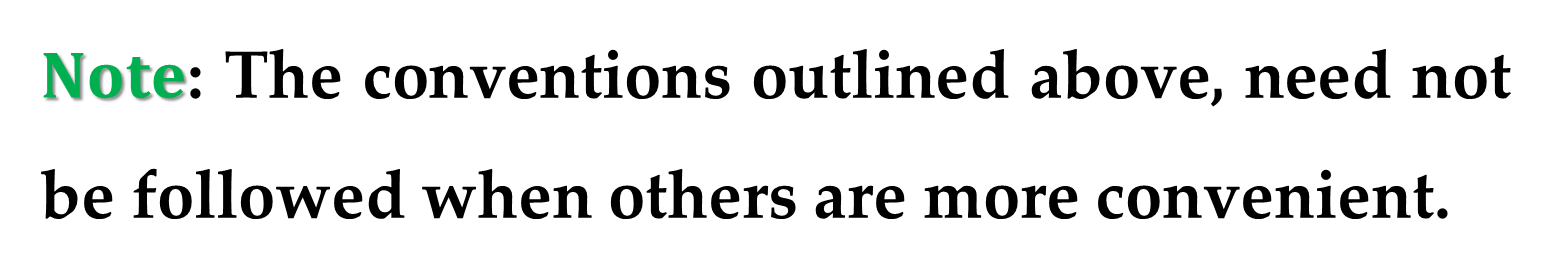 Note: The conventions outlined above, need not
be followed when others are more convenient.